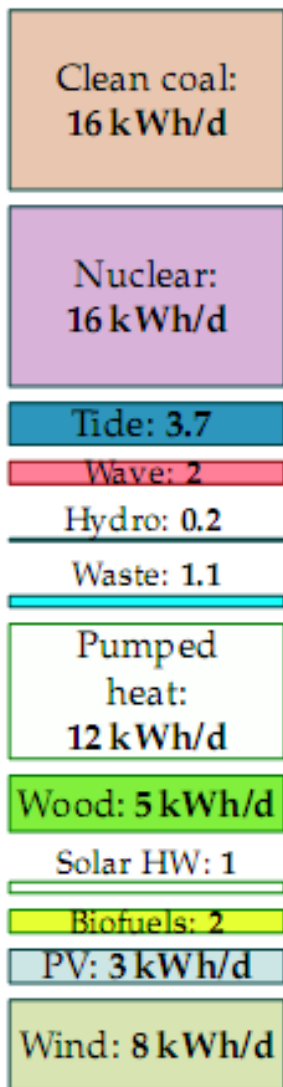 Clean coal:
16 kWh/d
Nuclear:
16 kWh/d
Tide: 3.7
Wave: 2
Hydro: 0.2
Waste: 1.1
Pumped
heat:
12 kWh/d
Wood: 5 kWh/d
Solar HW: 1
Biofuels: 2
PV: 3 kWh/d
Wind: 8 kWh/d